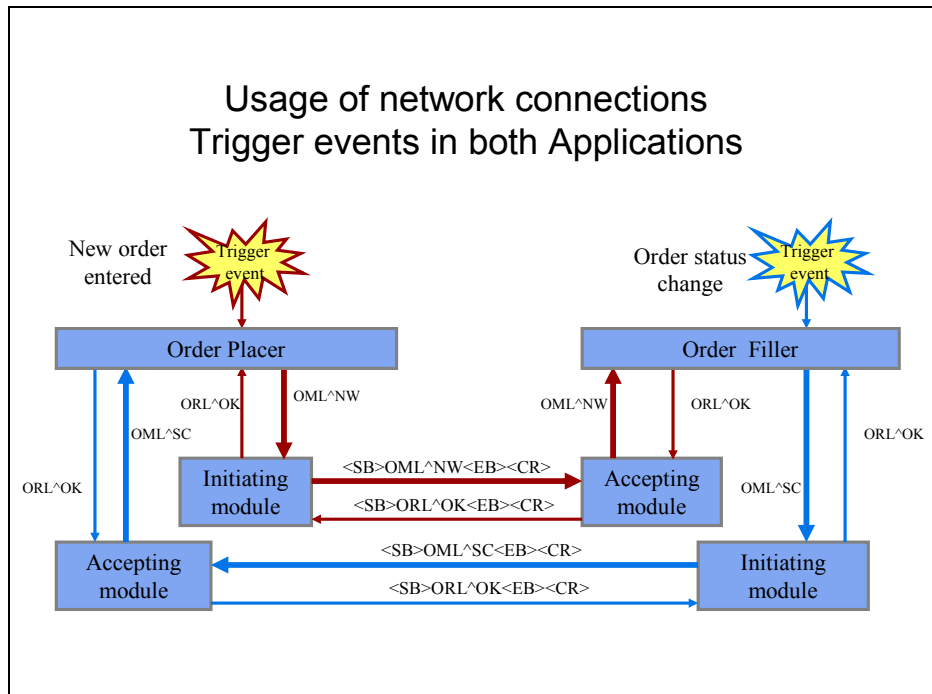 Usage of network connections
Trigger events in both Applications
New order
entered
Trigger
event
Order status
change
Trigger
event
Order Placer
Order  Filler
ORL^OK
OML^NW
OML^SC
ORL^OK
OML^NW
ORL^OK
ORL^OK
OML^SC
Initiating
module
<SB>OML^NW<EB><CR>
<SB>ORL^OK<EB><CR>
Accepting
module
Accepting
module
<SB>OML^SC<EB><CR>
<SB>ORL^OK<EB><CR>
Initiating
module